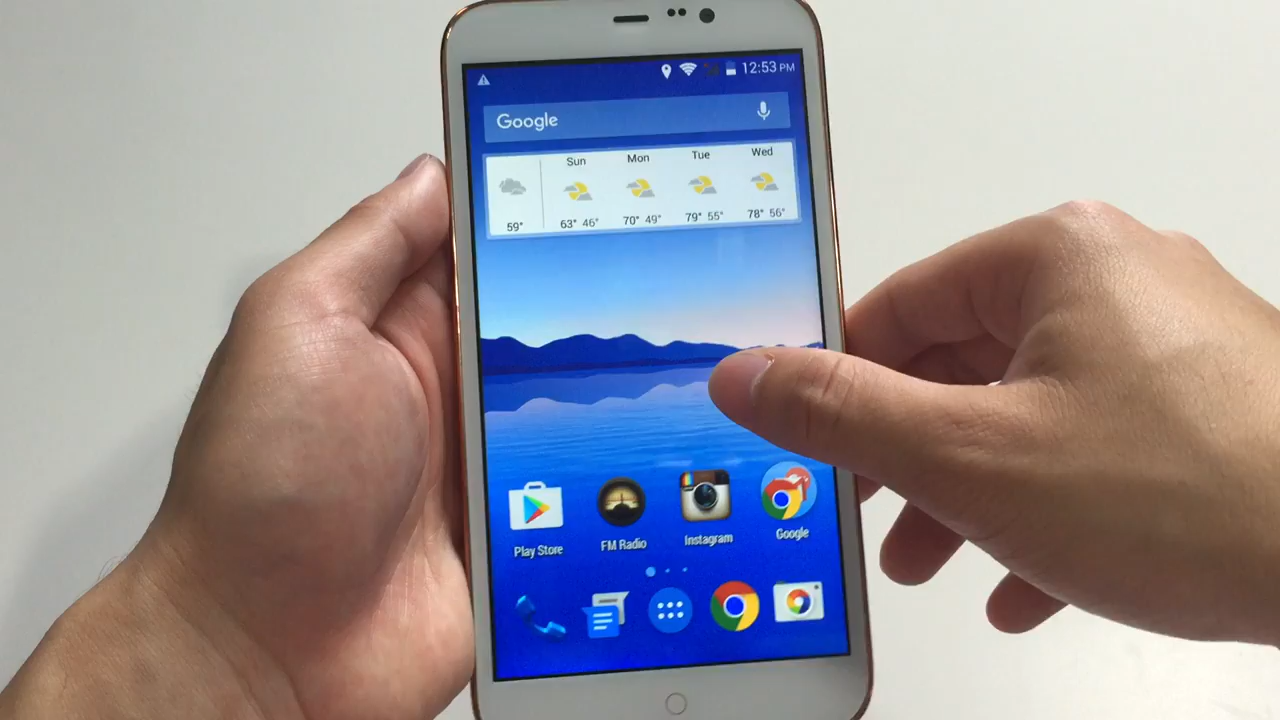 12:53 PM
Google
Sun Mon Tue Wed
59° 63° 46° 70° 49° 79° 55° 78° 56°
Play Store FM Radio Instagram Google